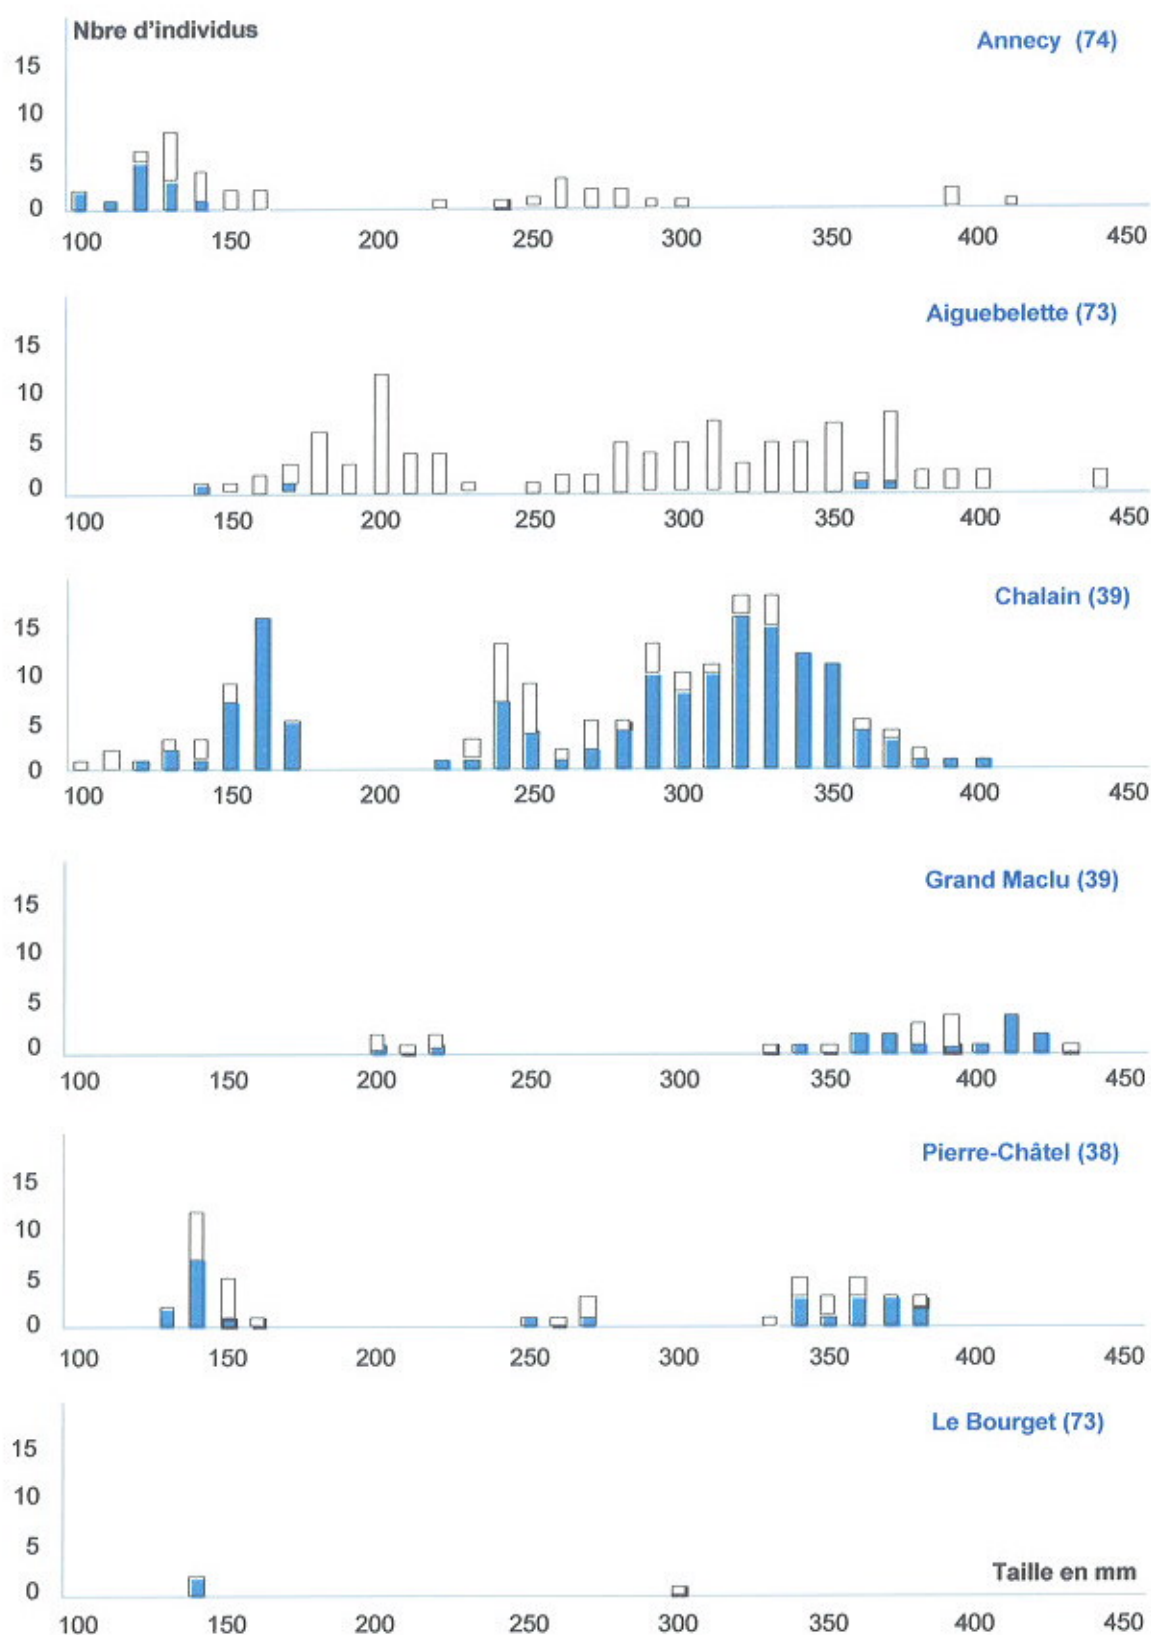 Nbre d'individus
Annecy (74)
15
10
5
0
100 150 200 250 300 350 400 450
Aiguebelette (73)
15
10
5
0
100 150 200 250 300 350 400 450
Chalain (39)
15
10
5
0
100 150 200 250 300 350 400 450
Grand Maclu (39)
15
10
5
0
100 150 200 250 300 350 400 450
Pierre-Châtel (38)
15
10
5
0
100 150 200 250 300 350 400 450
Le Bourget (73)
15
10
5
Taille en mm
0
100 150 200 250 300 350 400 450